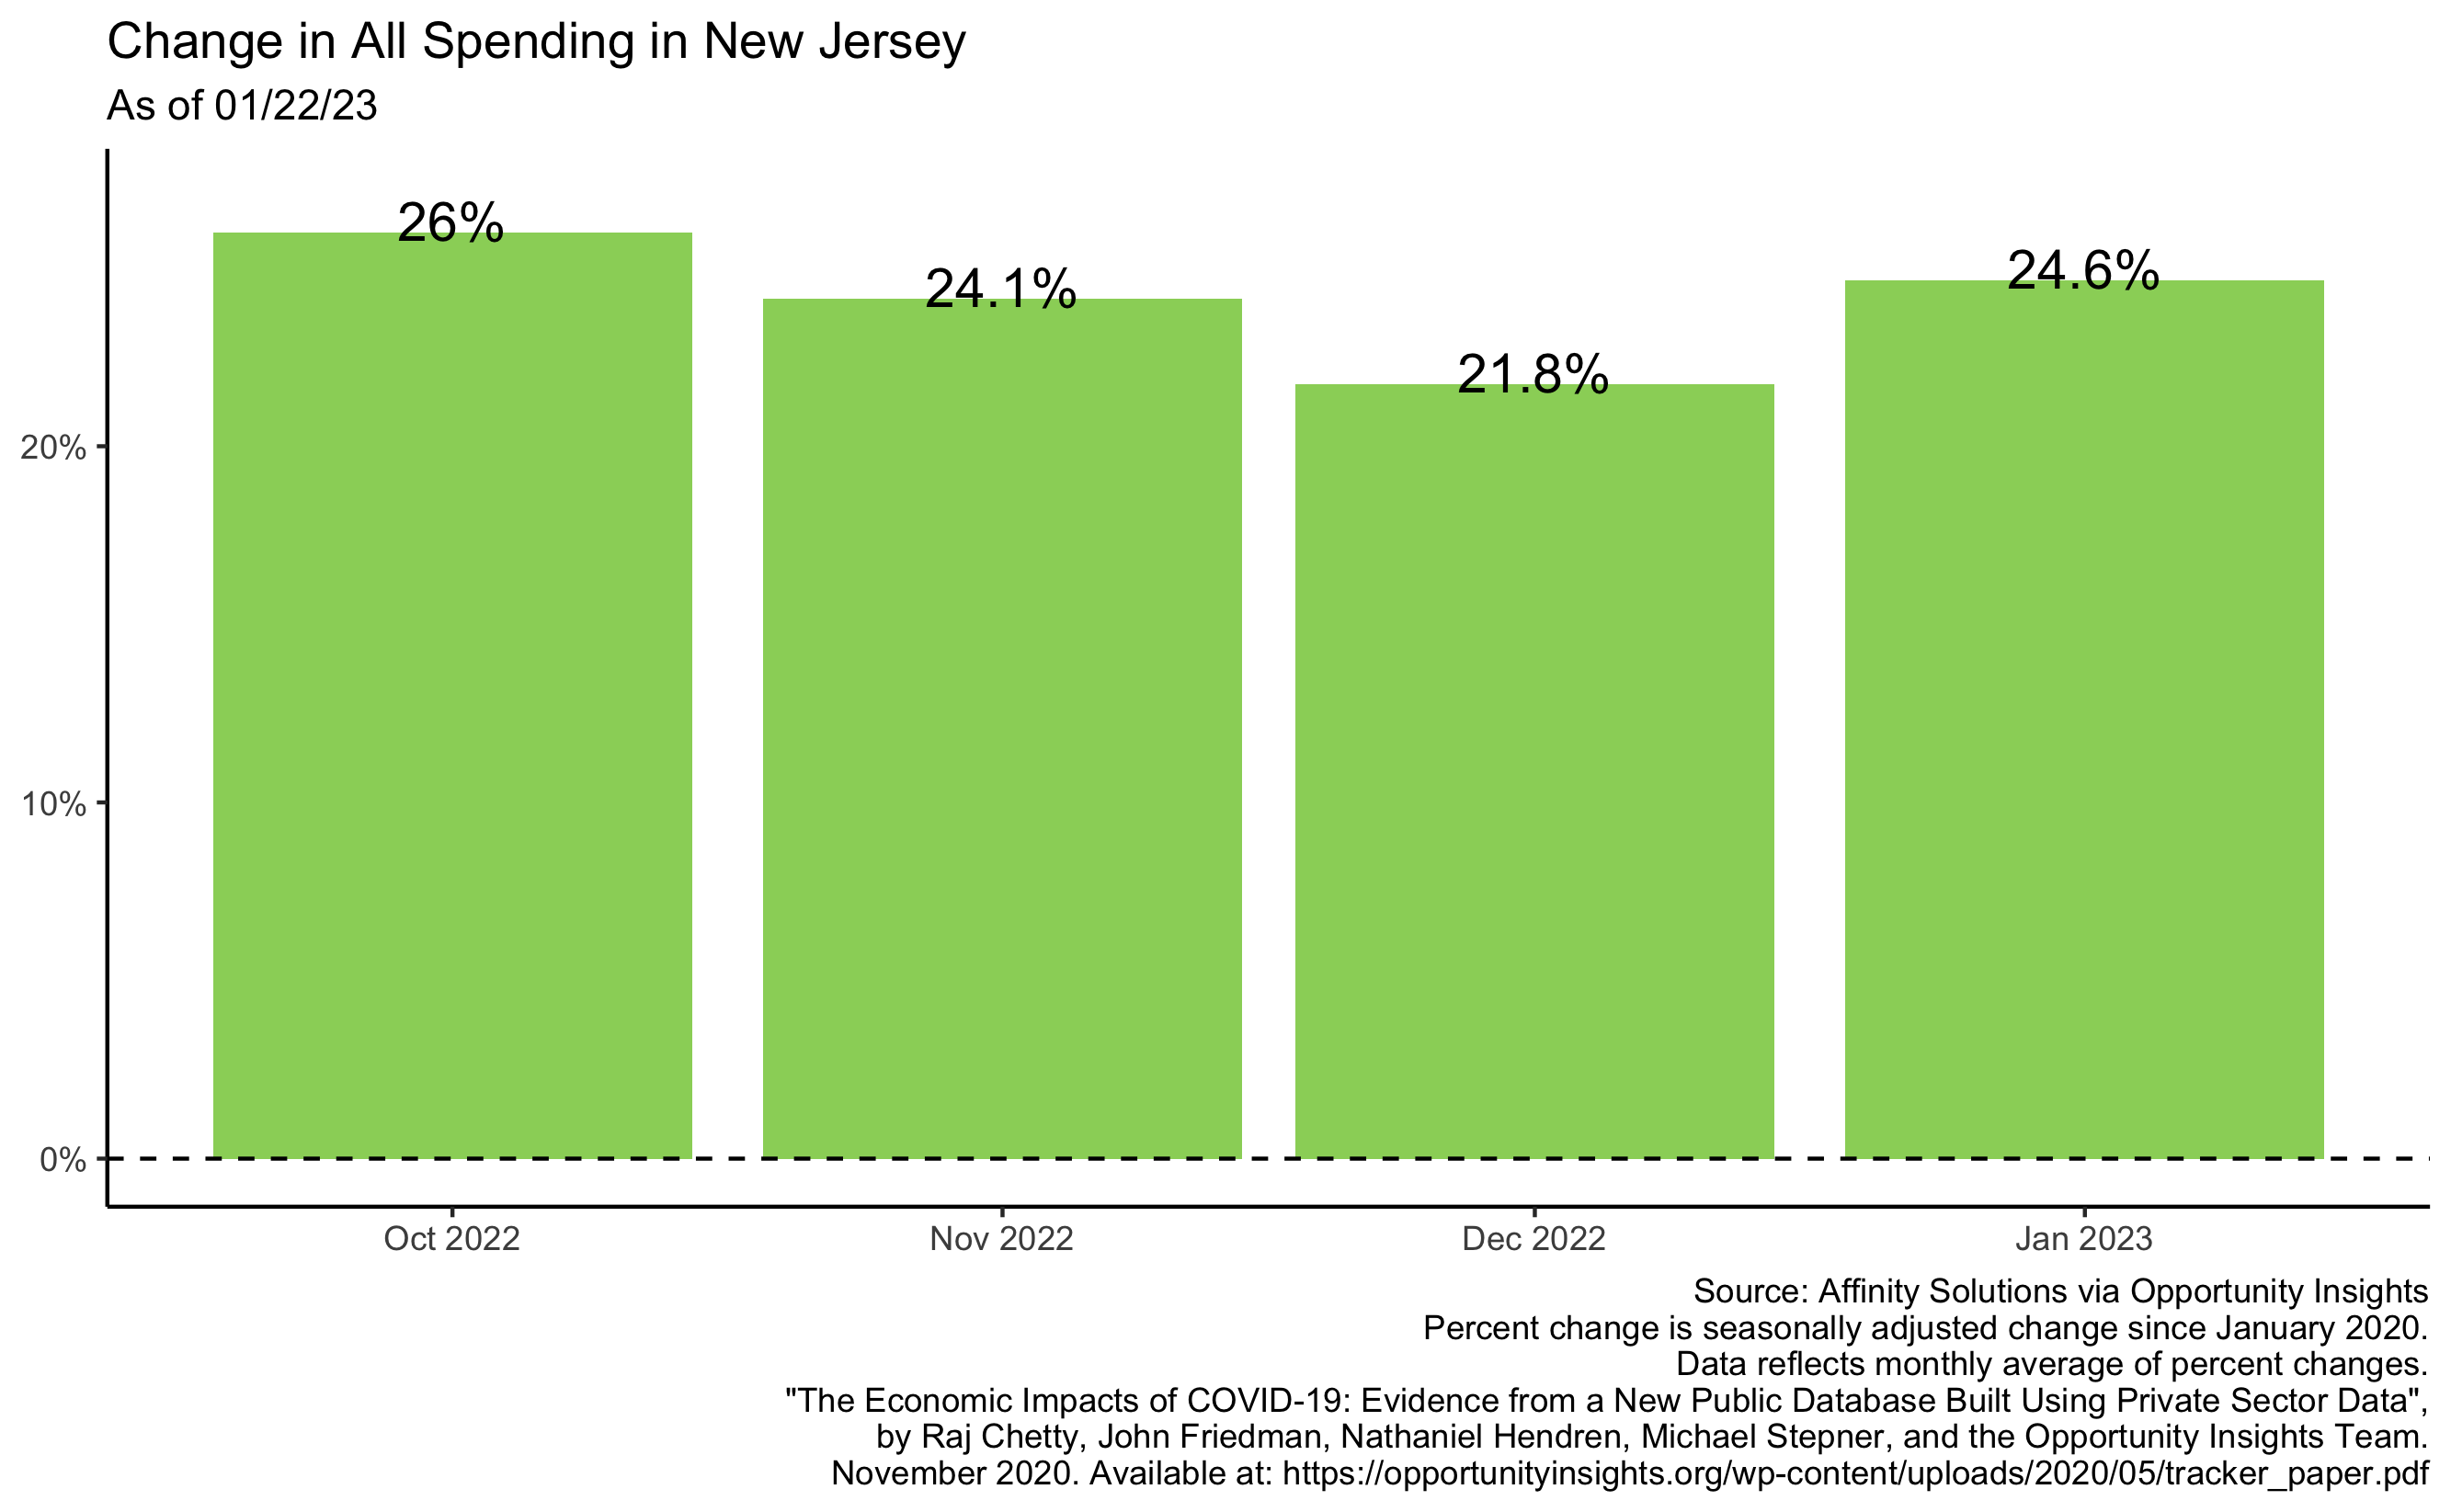 Change in All Spending in New Jersey
As of 01/22/23
26%
24.1%
21.8%
24.6%
20%
10%
0%
Oct 2022
Nov 2022
Dec 2022
Jan 2023
Source: Affinity Solutions via Opportunity Insights
Percent change is seasonally adjusted change since January 2020.
Data reflects monthly average of percent changes.
"The Economic Impacts of COVID-19: Evidence from a New Public Database Built Using Private Sector Data",
by Raj Chetty, John Friedman, Nathaniel Hendren, Michael Stepner, and the Opportunity Insights Team.
November 2020. Available at: https://opportunityinsights.org/wp-content/uploads/2020/05/tracker_paper.pdf